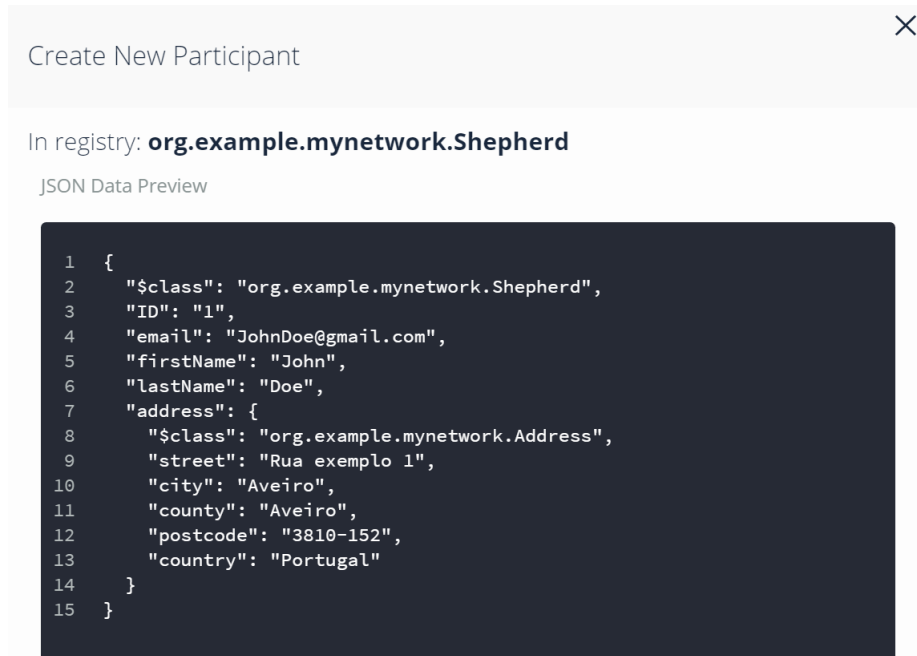 Create New Participant
In registry: org.example.mynetwork.Shepherd
JSON Data Preview
1 {
2 "$class": "org.example.mynetwork.Shepherd",
3 "ID": "1",
4 "email": "JohnDoe@gmail.com",
5 "firstName": "John",
6 "lastName": "Doe",
7 "address": {
8 "$class": "org.example.mynetwork.Address",
9 "street": "Rua exemplo 1",
10 "city": "Aveiro",
11 "county": "Aveiro",
12 "postcode": "3810-152",
13 "country": "Portugal"
14 }
15 }